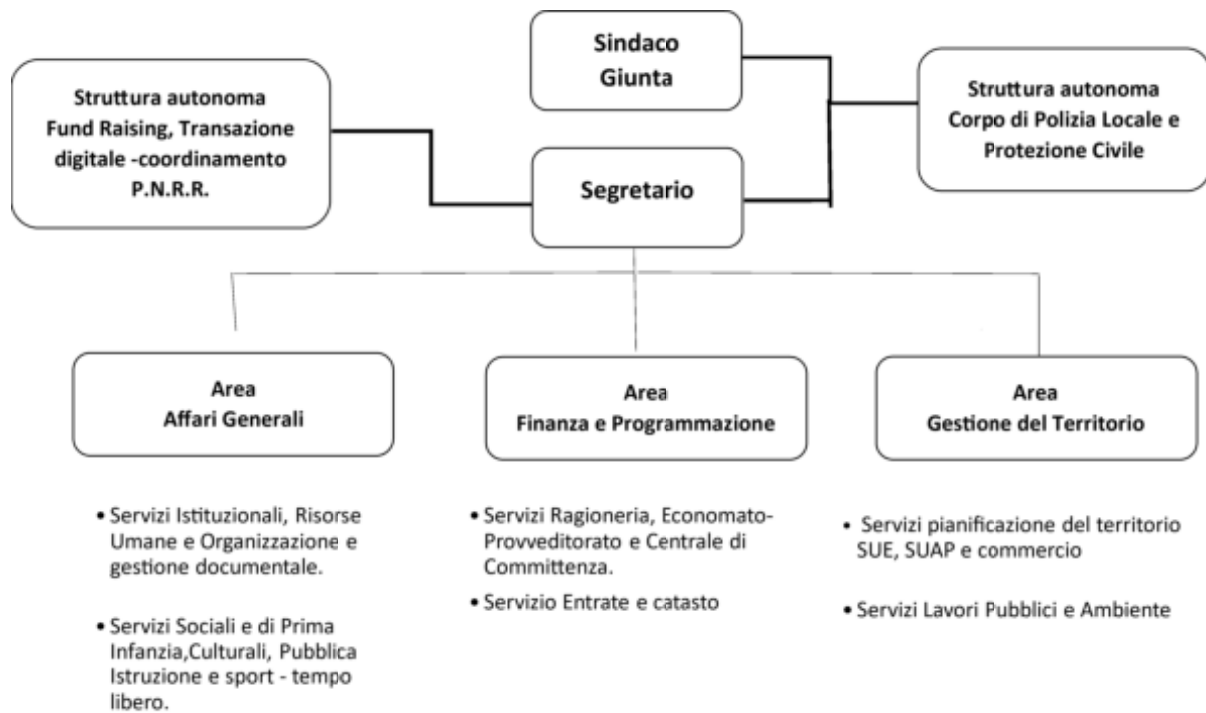 Sindaco
Giunta
Struttura autonoma
Fund Raising, Transazione
digitale -coordinamento
P.N.R.R.
Struttura autonoma
Corpo di Polizia Locale e
Protezione Civile
Segretario
Area
Affari Generali
Area
Finanza e Programmazione
Area
Gestione del Territorio
• Servizi Istituzionali, Risorse
Umane e Organizzazione e
gestione documentale.
• Servizi Sociali e di Prima
Infanzia,Culturali, Pubblica
Istruzione e sport - tempo
libero.
• Servizi Ragioneria, Economato-
Provveditorato e Centrale di
Committenza.
• Servizio Entrate e catasto
• Servizi pianificazione del territorio
SUE, SUAP e commercio
• Servizi Lavori Pubblici e Ambiente